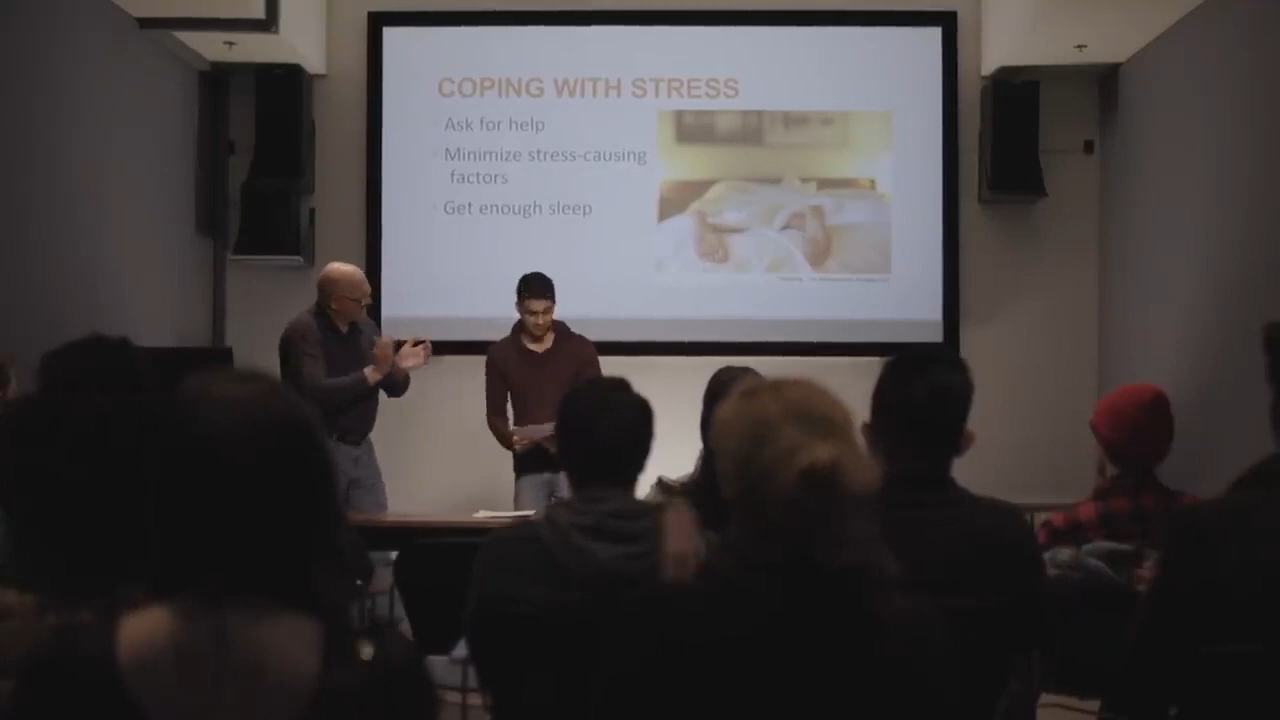 COPING WITH STRESS
Ask for help
Minimize stress-causing
factors
Get enough sleep